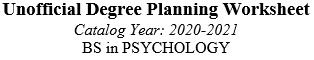 Unofficial Degree Planning Worksheet
Catalog Year: 2020-2021
BS in PSYCHOLOGY